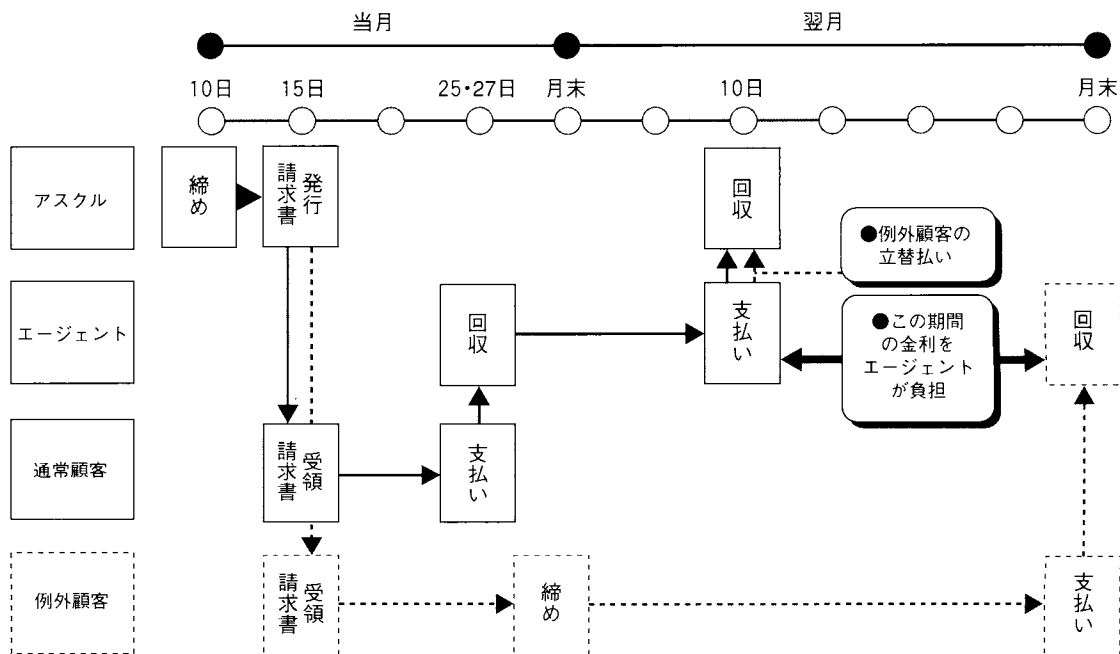 当月
翌月
10日
15日
25・27日
月末
10日
月末
アスクル
締め
請求書
発行
回収
●例外顧客の
立替払い
エージェント
回収
支払い
●この期間
の金利を
エージェント
が負担
回収
通常顧客
請求書
受領
支払い
例外顧客
請求書
受領
締め
支払い